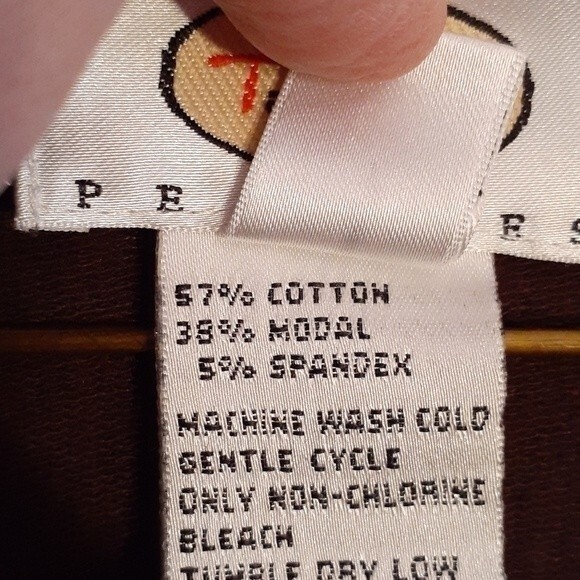 T
P E E S
57% COTTON
38% MODAL
5% SPANDEX
MACHINE WASH COLD
GENTLE CYCLE
ONLY NON-CHLORINE
BLEACH
TUMBLE DRY LOW